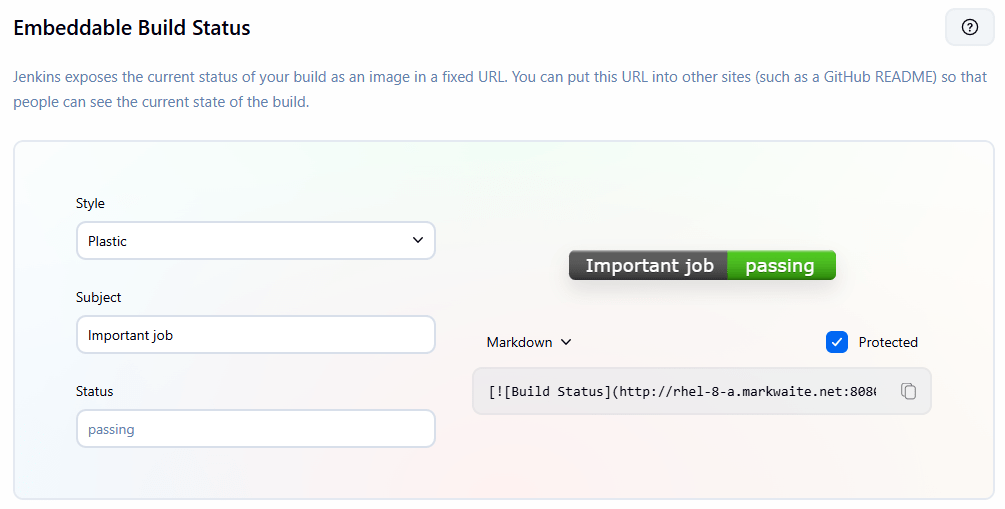 Embeddable Build Status
Jenkins exposes the current status of your build as an image in a fixed URL. You can put this URL into other sites (such as a GitHub README) so that
people can see the current state of the build.
Style
Plastic
Important job passing
Subject
Important job
Markdown
Protected
Status
[![Build Status](http://rhel-8-a.markwaite.net:8080
passing